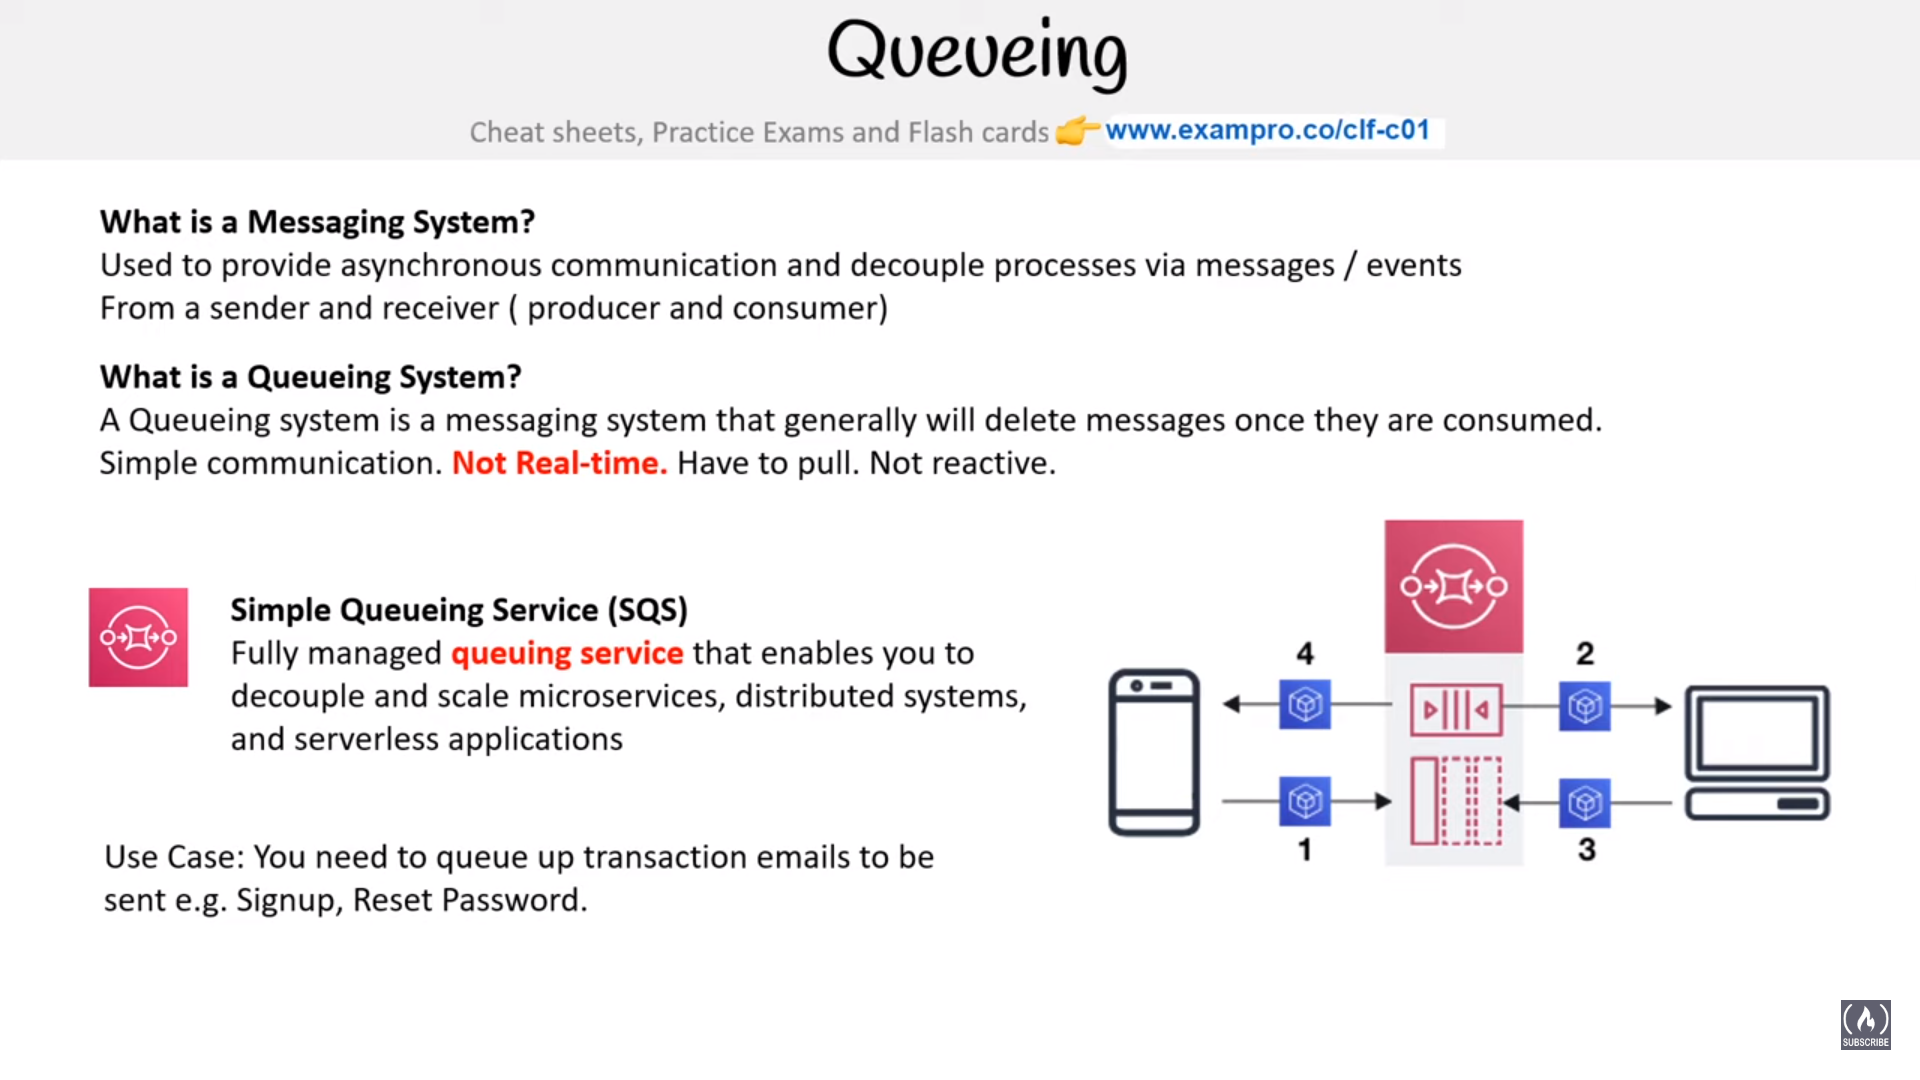 Queueing
Cheat sheets, Practice Exams and Flash cards 👉 www.exampro.co/clf-c01
What is a Messaging System?
Used to provide asynchronous communication and decouple processes via messages / events
From a sender and receiver ( producer and consumer)
What is a Queueing System?
A Queueing system is a messaging system that generally will delete messages once they are consumed.
Simple communication. Not Real-time. Have to pull. Not reactive.
Simple Queueing Service (SQS)
Fully managed queuing service that enables you to
decouple and scale microservices, distributed systems,
and serverless applications
4
2
1
3
Use Case: You need to queue up transaction emails to be
sent e.g. Signup, Reset Password.
SUBSCRIBE